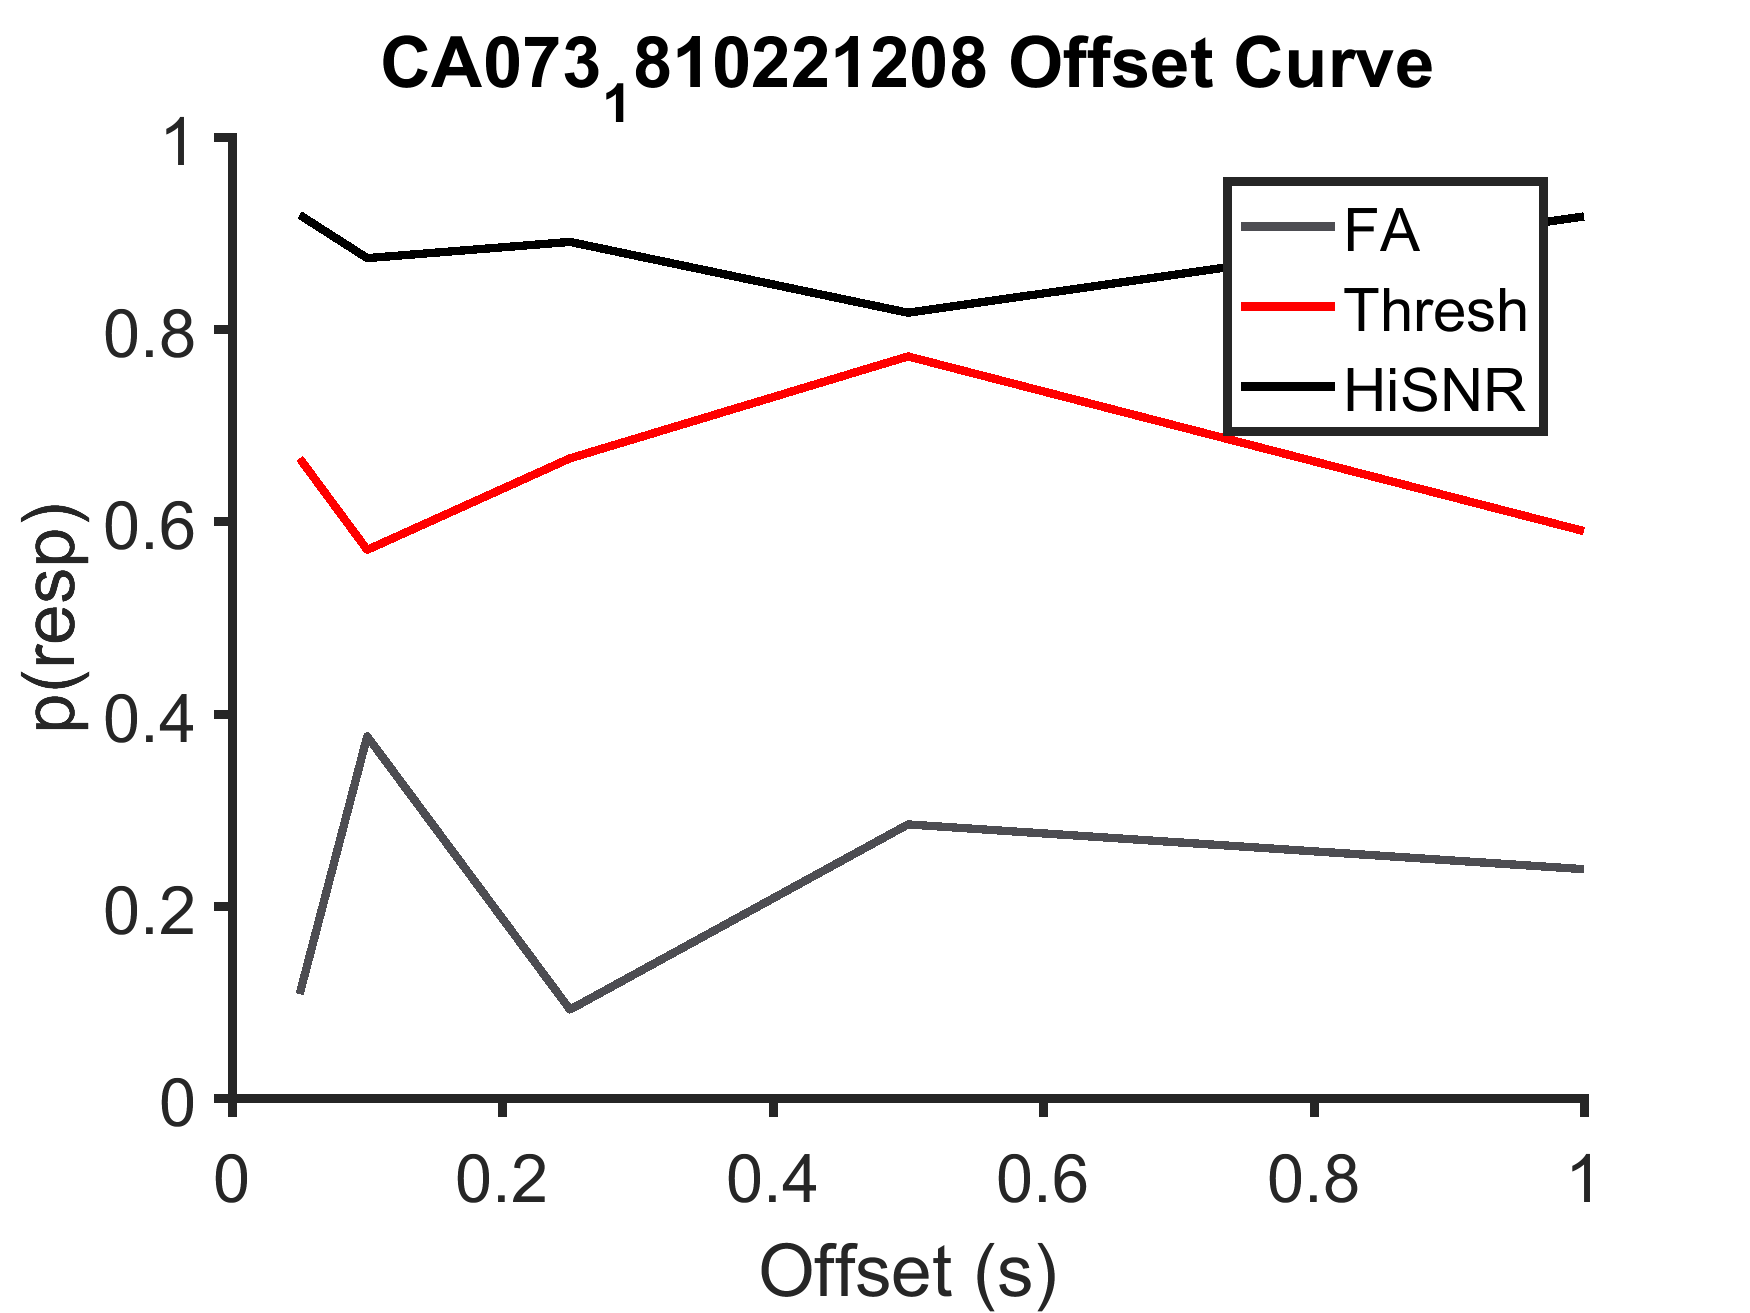 CA073₁810221208 Offset Curve
1
0.8
0.6
0.4
0.2
0
p(resp)
FA
Thresh
HiSNR
0 0.2 0.4 0.6 0.8 1
Offset (s)